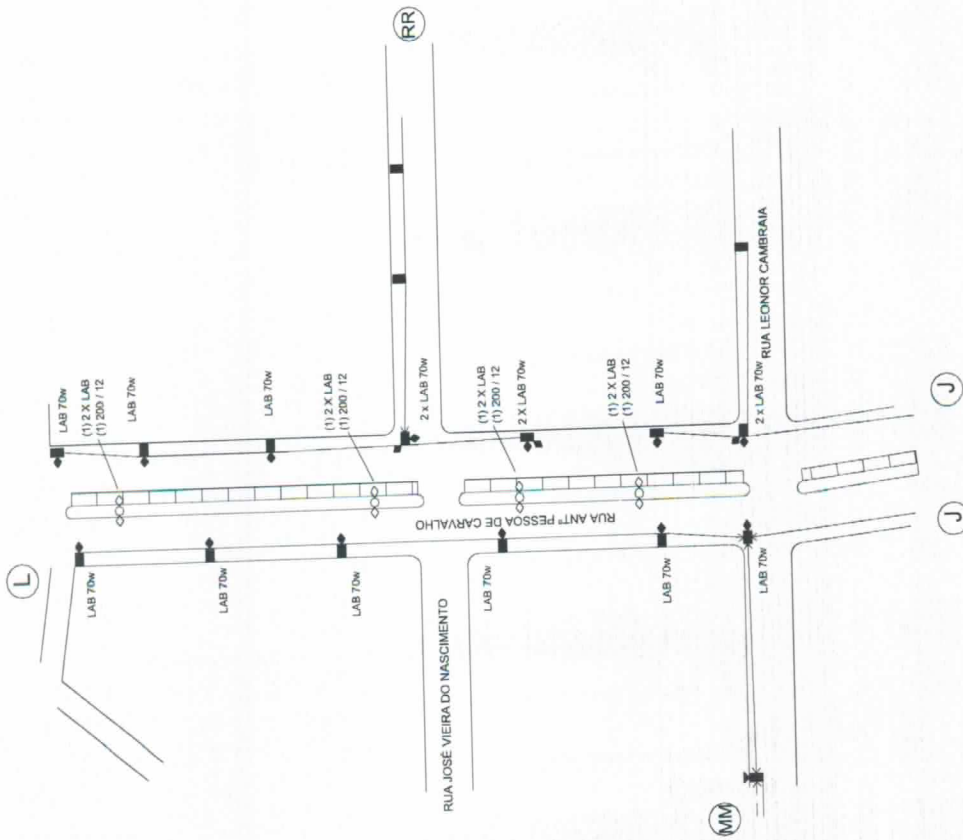 RR
LAB 70w
(1) 2 X LAB
(1) 200 / 12
LAB 70w
LAB 70w
(1) 2 X LAB
(1) 200 / 12
2 x LAB 70w
(1) 2 X LAB
(1) 200 / 12
2 X LAB 70w
(1) 2 X LAB
(1) 200 / 12
LAB 70w
2 x LAB 70w
RUA LEONOR CAMBRAIA
J
RUA ANTª PESSOA DE CARVALHO
L
LAB 70w
LAB 70w
LAB 70w
LAB 70w
LAB 70w
LAB 70w
J
RUA JOSÉ VIEIRA DO NASCIMENTO
MM